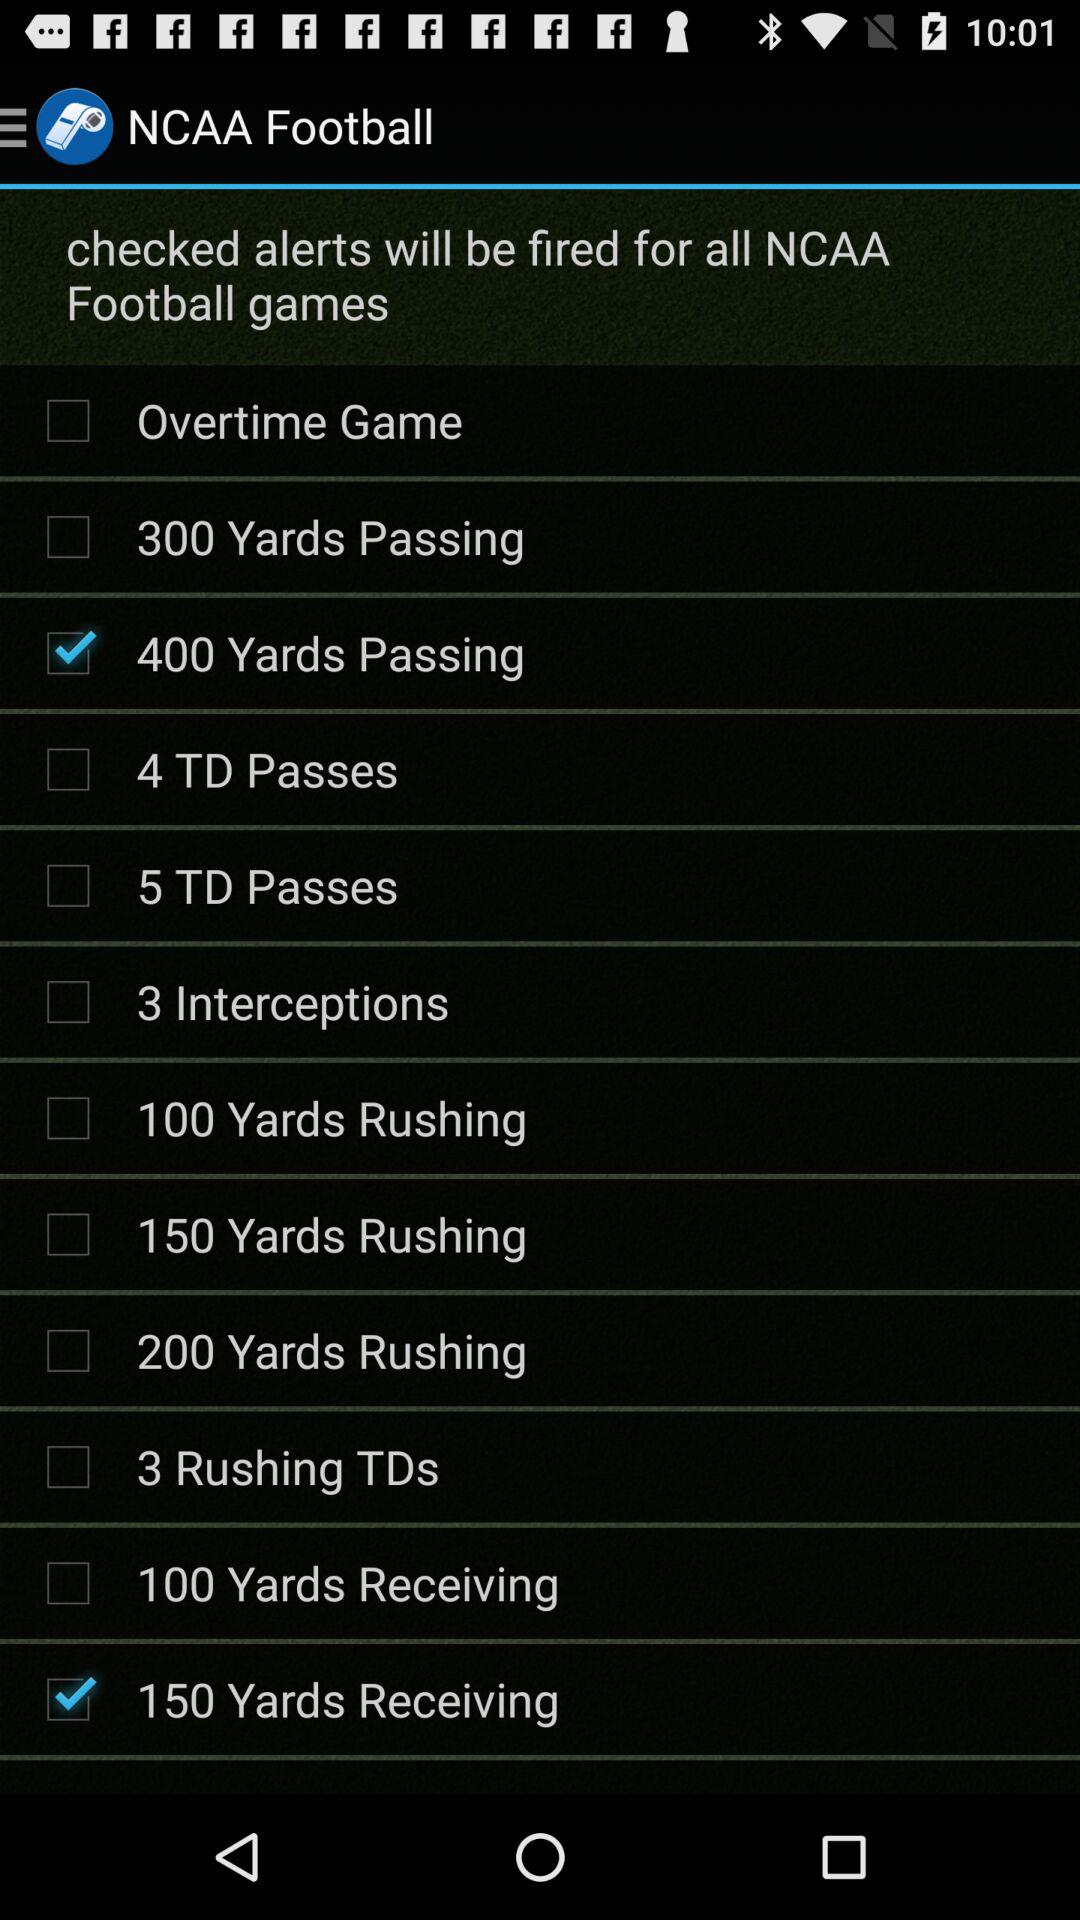 10:01
NCAA Football
checked alerts will be fired for all NCAA
Football games
Overtime Game
300 Yards Passing
400 Yards Passing
4 TD Passes
5 TD Passes
3 Interceptions
100 Yards Rushing
150 Yards Rushing
200 Yards Rushing
3 Rushing TDs
100 Yards Receiving
150 Yards Receiving